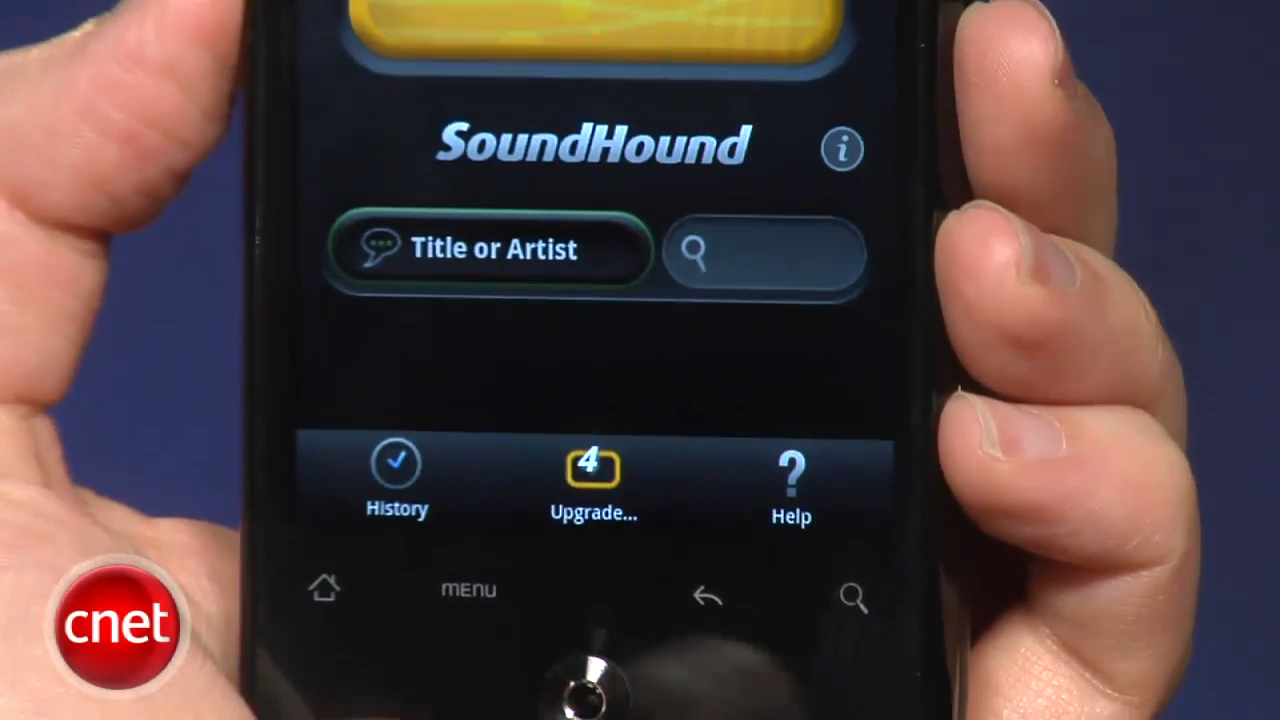 SoundHound
i
Title or Artist
4
History
Upgrade...
?
Help
MENU
cnet